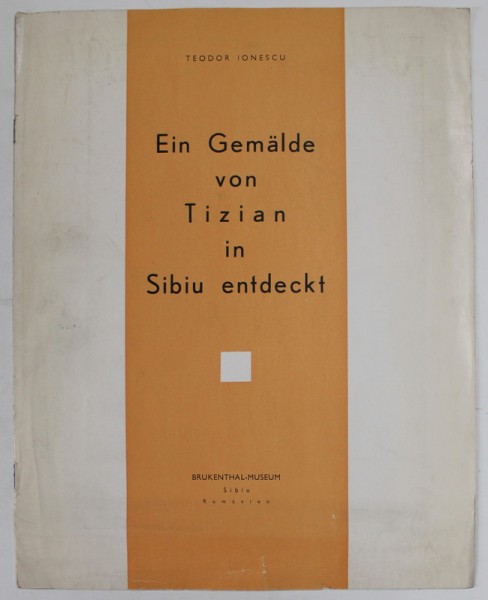 TEODOR IONESCU
Ein Gemälde
von
Tizian
in
Sibiu entdeckt
BRUKENTHAL-MUSEUM
Sibiu
Rumänien